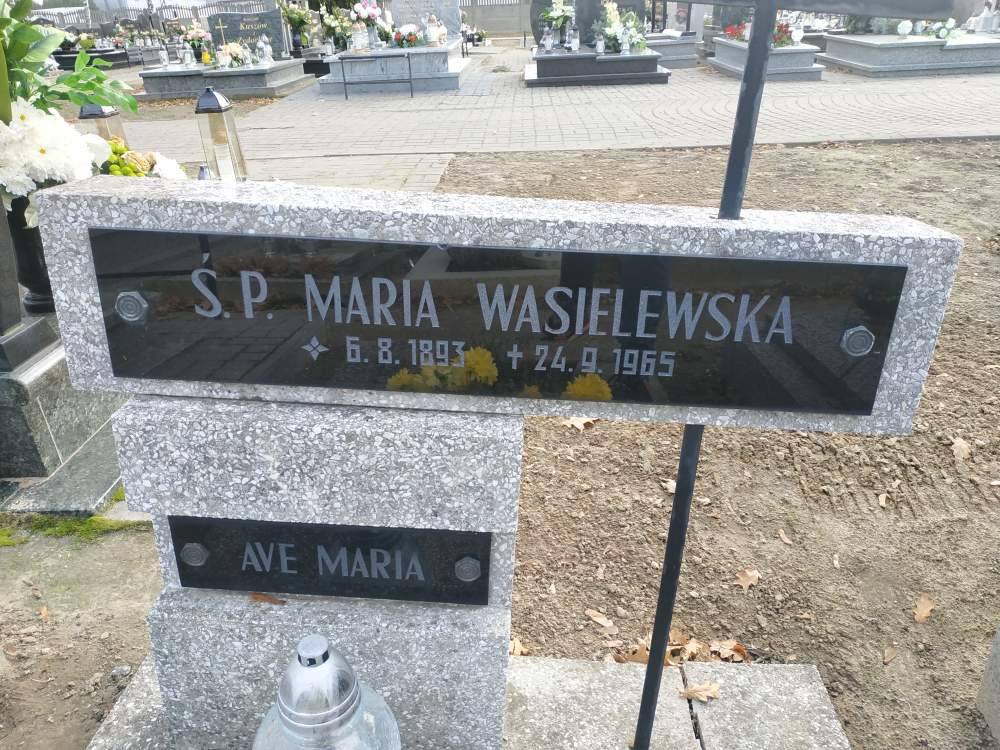 Ś.P. MARIA WASIELEWSKA
6.8.1893 † 24.9.1965
AVE MARIA